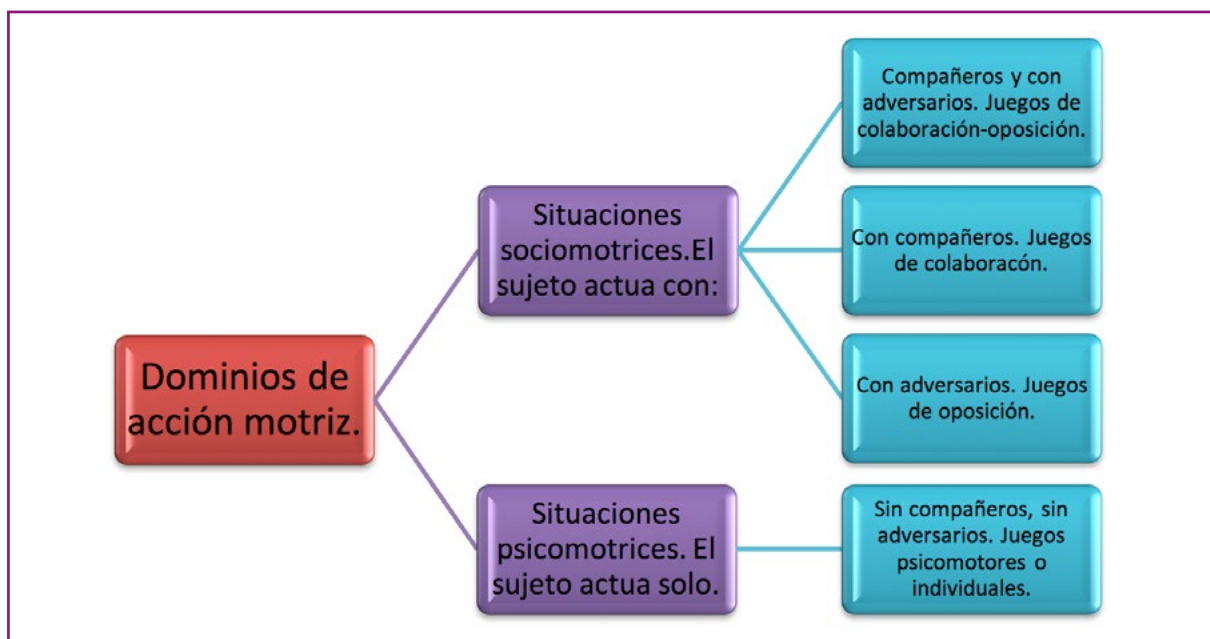 Dominios de
acción motriz.
Situaciones
sociomotrices.El
sujeto actua con:
Compañeros y con
adversarios. Juegos de
colaboración-oposición.
Con compañeros. Juegos
de colaboracón.
Con adversarios. Juegos
de oposición.
Situaciones
psicomotrices. El
sujeto actua solo.
Sin compañeros, sin
adversarios. Juegos
psicomotores o
individuales.